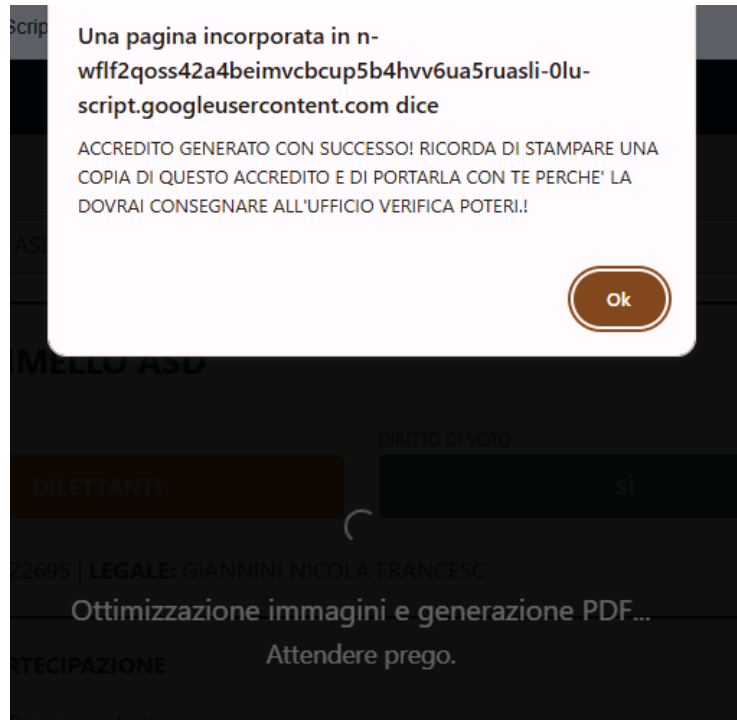 Scrip
Una pagina incorporata in n-
wflf2qoss42a4beimvcbcup5b4hvv6ua5ruasli-0lu-
script.googleusercontent.com dice
ACCREDITO GENERATO CON SUCCESSO! RICORDA DI STAMPARE UNA
COPIA DI QUESTO ACCREDITO E DI PORTARLA CON TE PERCHE' LA
DOVRAI CONSEGNARE ALL'UFFICIO VERIFICA POTERI.!
Ok
MELLO ASD
DIRITTO DI VOTO
DILETTANTI
SÌ
22695 | LEGALE: GIANNINI NICOLA FRANCESC
Ottimizzazione immagini e generazione PDF...
Attendere prego.
RTECIPAZIONE